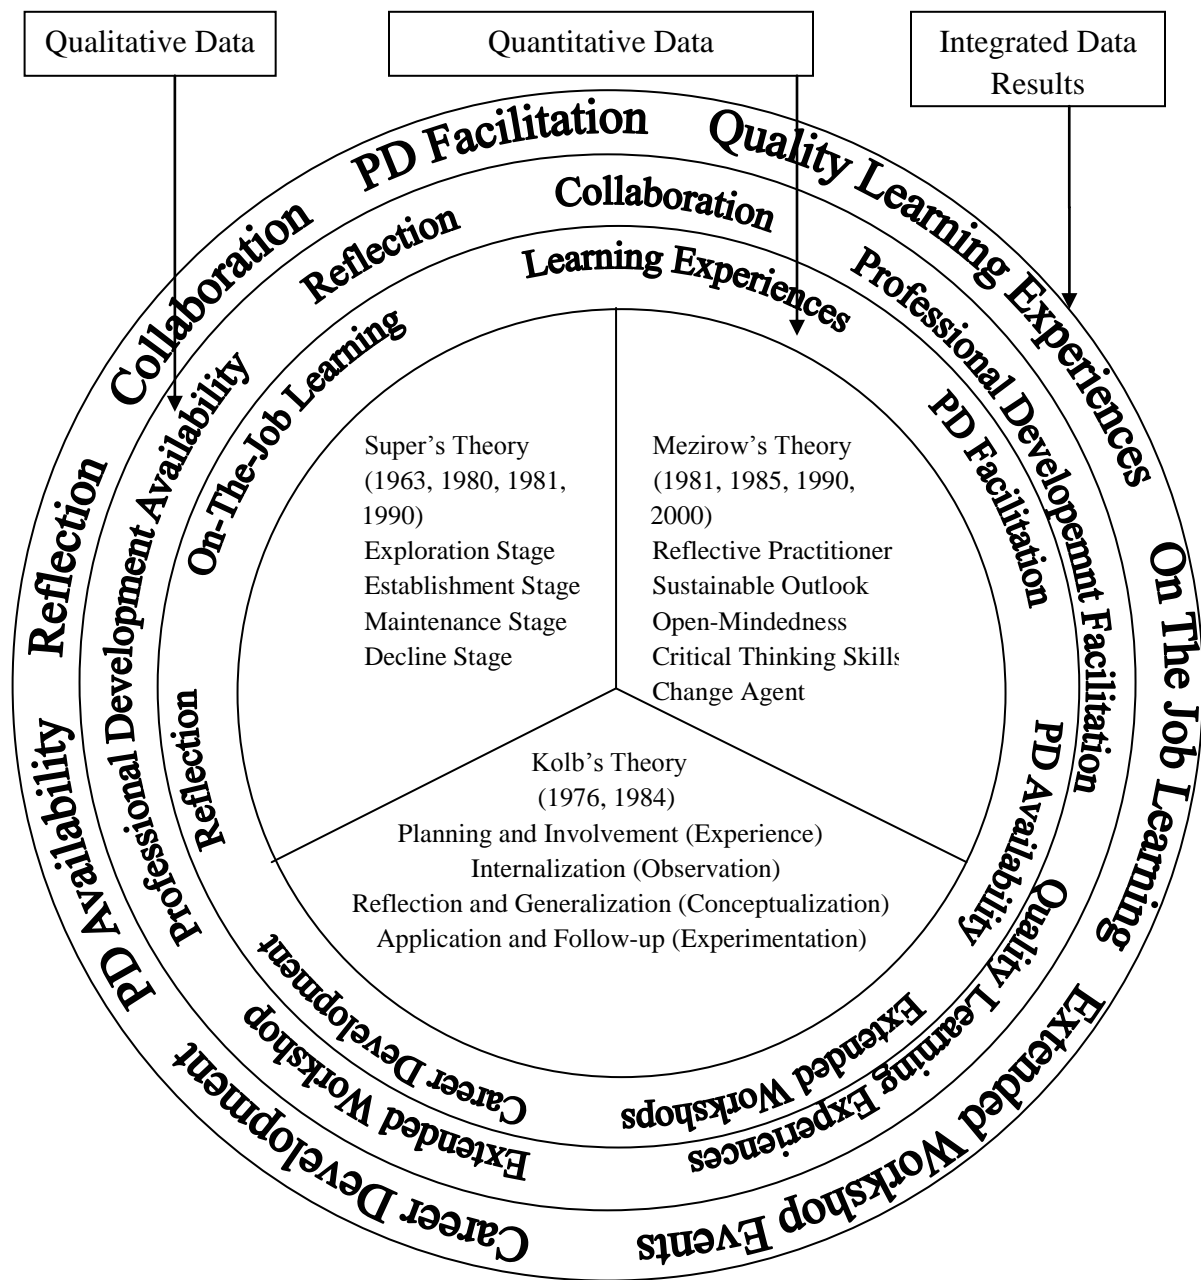 Qualitative Data
Quantitative Data
Integrated Data
Results
PD Facilitation
Quality Learning Experiences
On The Job Learning
Extended Workshop Events
Career Development
PD Availability
Reflection
Collaboration
Collaboration
Professional Developemnt Facilitation
Quality Learning Experiences
Extended Workshop
Professional Development Availability
Reflection
Learning Experiences
PD Facilitation
PD Availability
Extended Workshops
Career Development
Reflection
On-The-Job Learning
Super's Theory
(1963, 1980, 1981,
1990)
Exploration Stage
Establishment Stage
Maintenance Stage
Decline Stage
Mezirow's Theory
(1981, 1985, 1990,
2000)
Reflective Practitioner
Sustainable Outlook
Open-Mindedness
Critical Thinking Skills
Change Agent
Kolb's Theory
(1976, 1984)
Planning and Involvement (Experience)
Internalization (Observation)
Reflection and Generalization (Conceptualization)
Application and Follow-up (Experimentation)